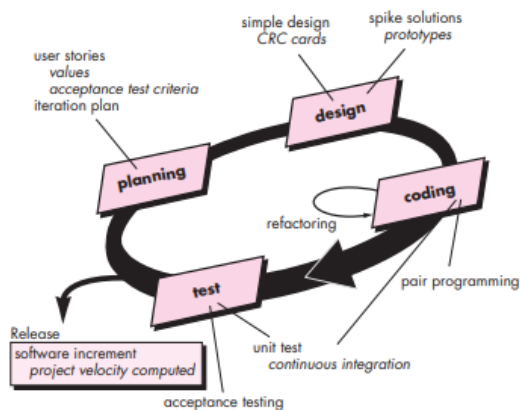 simple design
CRC cards
spike solutions
prototypes
user stories
values
acceptance test criteria
iteration plan
design
planning
coding
refactoring
test
pair programming
Release
software increment
project velocity computed
unit test
continuous integration
acceptance testing